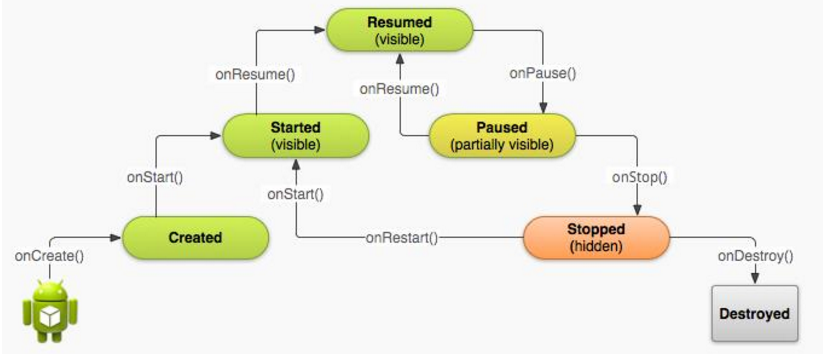 Resumed
(visible)
onResume()
onPause()
onResume()
Started
(visible)
Paused
(partially visible)
onStart()
onStart()
onStop()
Created
onRestart()
Stopped
(hidden)
onCreate()
onDestroy()
Destroyed